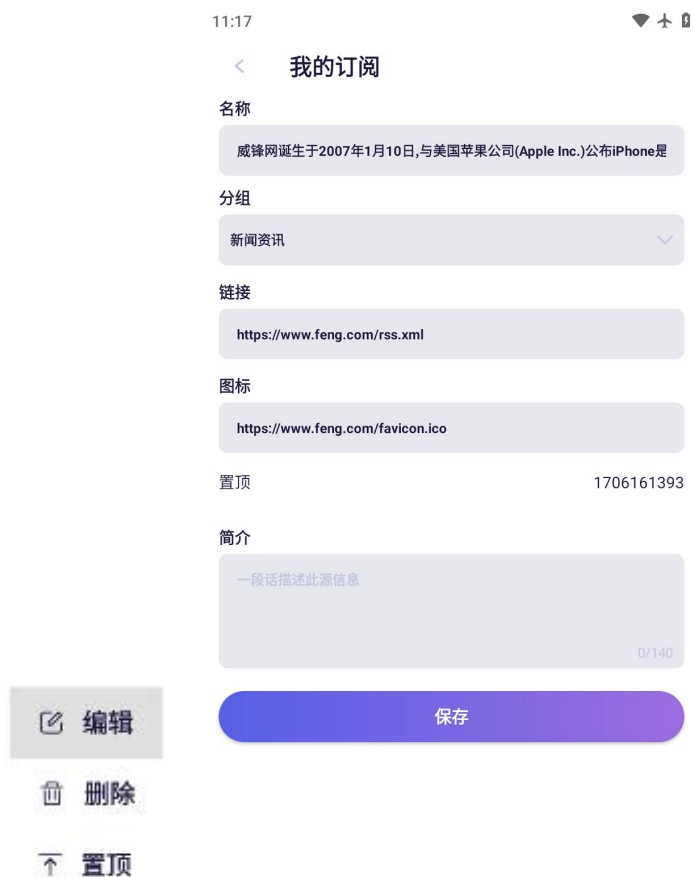 11:17
我的订阅
名称
威锋网诞生于2007年1月10日,与美国苹果公司(Apple Inc.)公布iPhone是
分组
新闻资讯
链接
https://www.feng.com/rss.xml
图标
https://www.feng.com/favicon.ico
置顶 1706161393
简介
一段话描述此源信息
0/140
保存
编辑
删除
置顶